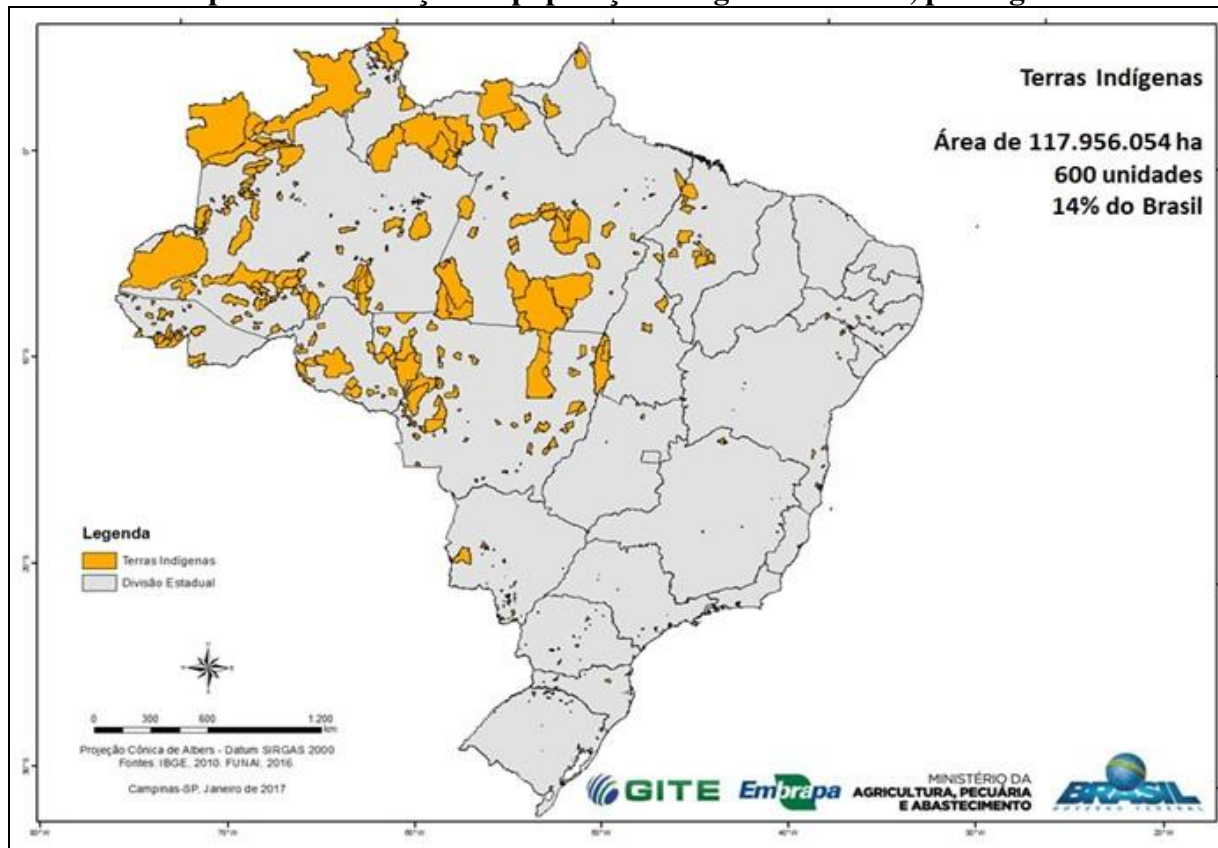 Terras Indígenas
Área de 117.956.054 ha
600 unidades
14% do Brasil
Legenda
Terras Indígenas
Divisão Estadual
0 300 600 1.200
km
Projeção Cônica de Albers - Datum SIRGAS 2000
Fontes: IBGE, 2010. FUNAI, 2016.
Campinas-SP, Janeiro de 2017
GITE
Embrapa
MINISTÉRIO DA
AGRICULTURA, PECUÁRIA
E ABASTECIMENTO
BRASIL
GOVERNO FEDERAL